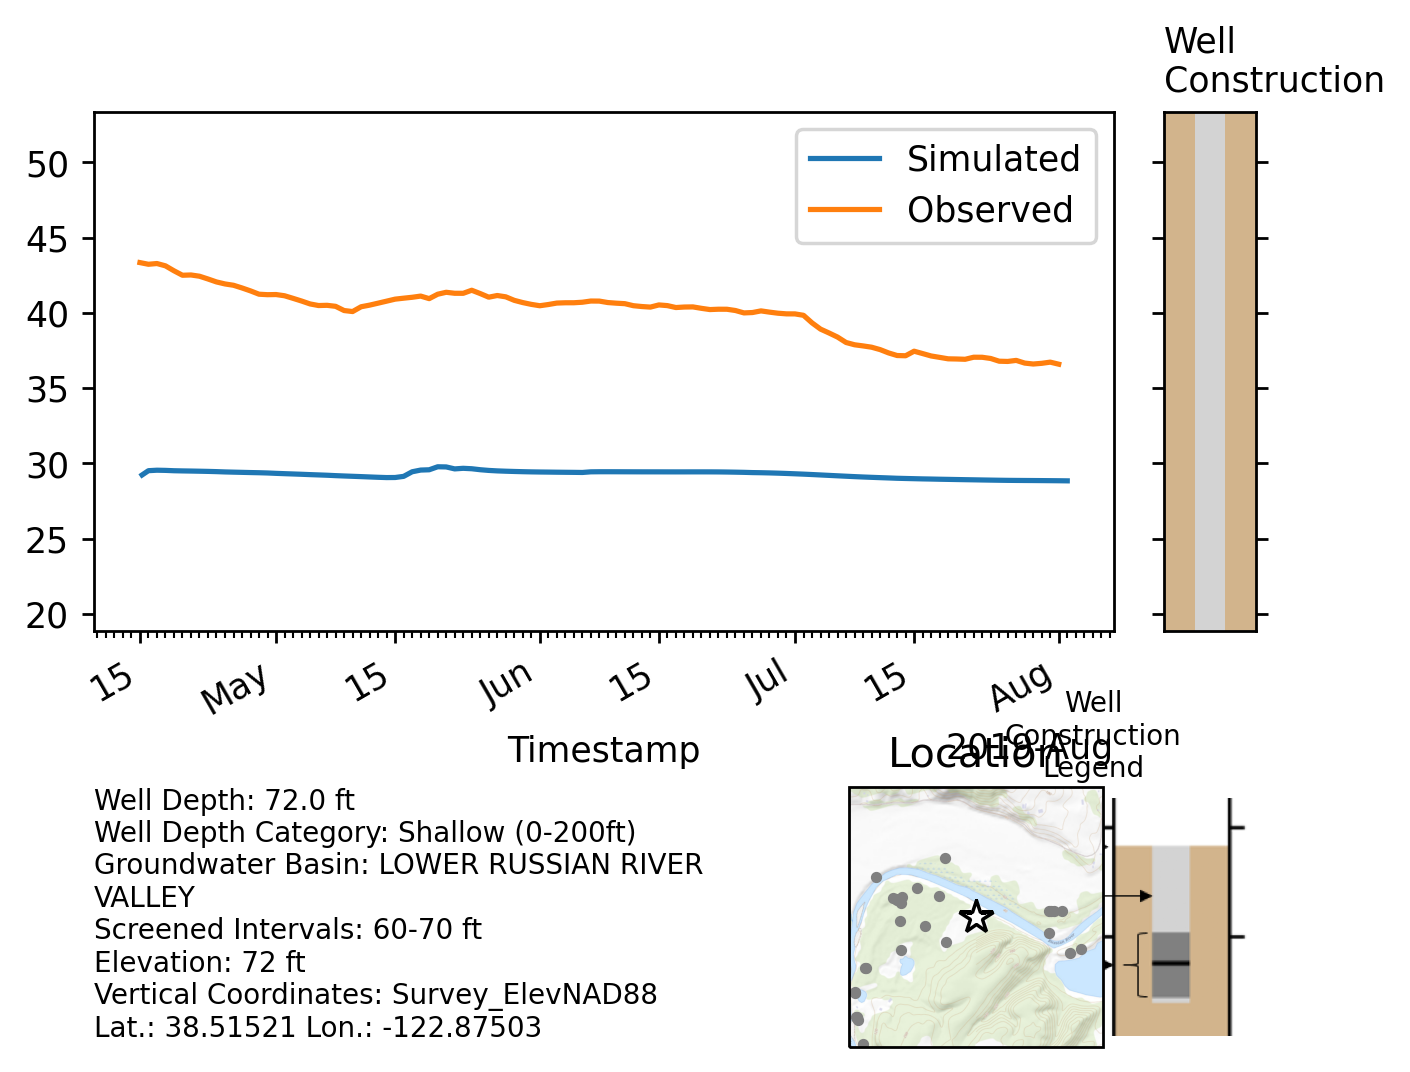 Well
Construction
Simulated
Observed
50
45
40
35
30
25
20
15
May
15
Jun
15
Jul
15
Aug
Timestamp
2019-Aug
Location
Well
Construction
Legend
Well Depth: 72.0 ft
Well Depth Category: Shallow (0-200ft)
Groundwater Basin: LOWER RUSSIAN RIVER
VALLEY
Screened Intervals: 60-70 ft
Elevation: 72 ft
Vertical Coordinates: Survey_ElevNAD88
Lat.: 38.51521 Lon.: -122.87503